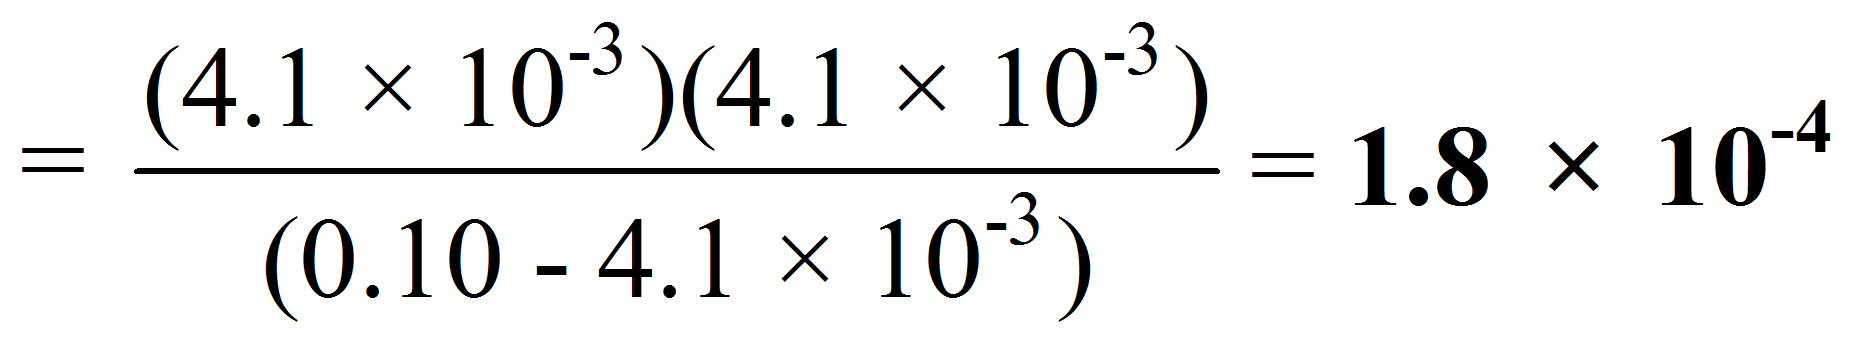 = (4.1 × 10⁻³)(4.1 × 10⁻³) / (0.10 - 4.1 × 10⁻³) = 1.8 × 10⁻⁴